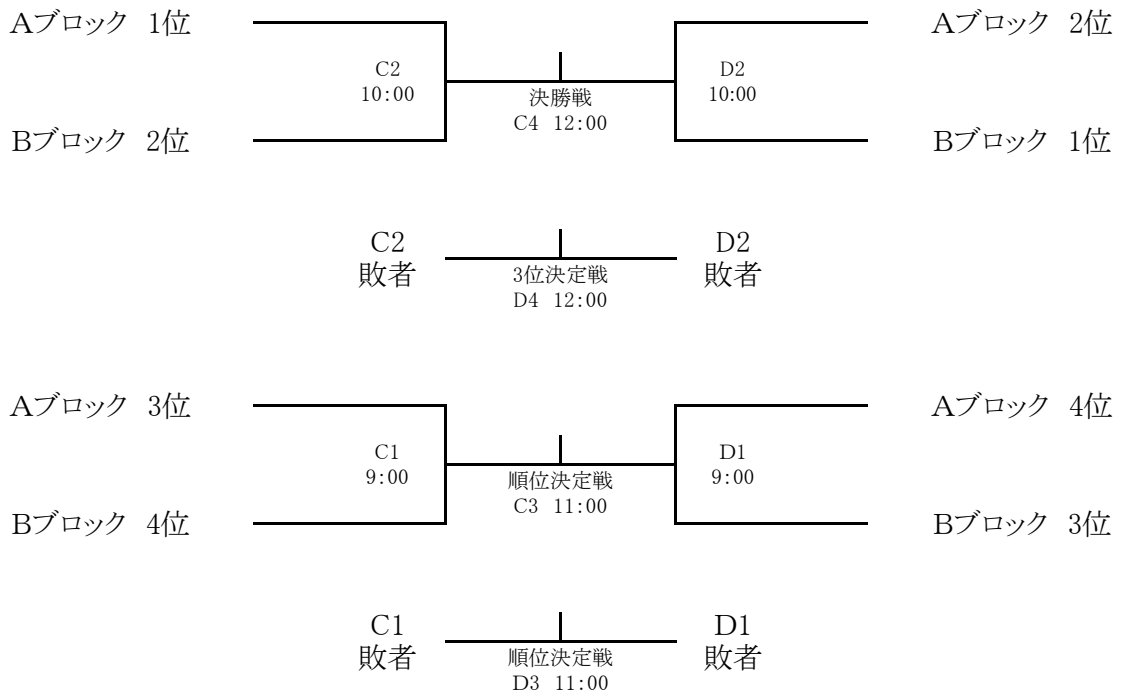 Aブロック 1位
Aブロック 2位
C2
10:00
D2
10:00
決勝戦
C4 12:00
Bブロック 2位
Bブロック 1位
C2
敗者
D2
敗者
3位決定戦
D4 12:00
Aブロック 3位
Aブロック 4位
C1
9:00
D1
9:00
順位決定戦
C3 11:00
Bブロック 4位
Bブロック 3位
C1
敗者
D1
敗者
順位決定戦
D3 11:00